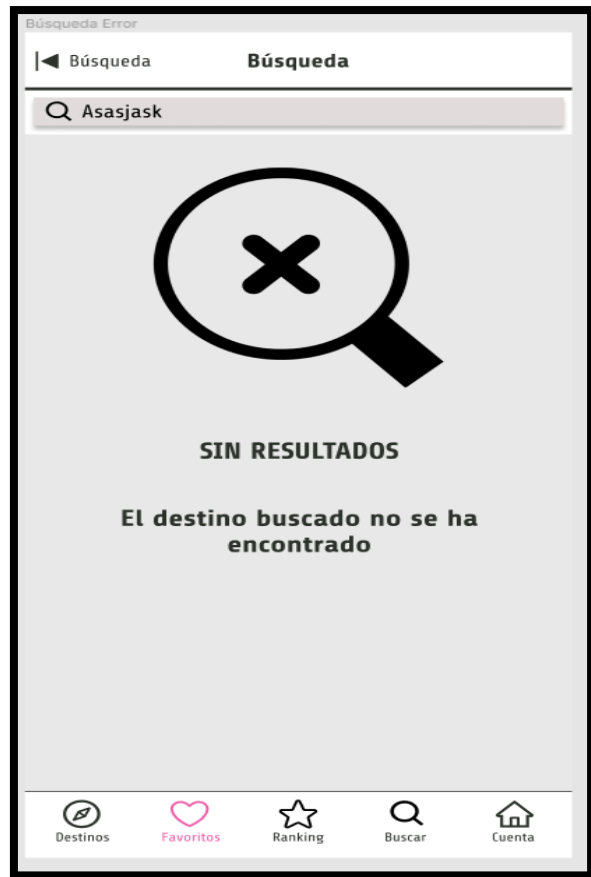 Búsqueda Error
Búsqueda
Búsqueda
Asasjask
SIN RESULTADOS
El destino buscado no se ha
encontrado
Destinos
Favoritos
Ranking
Buscar
Cuenta